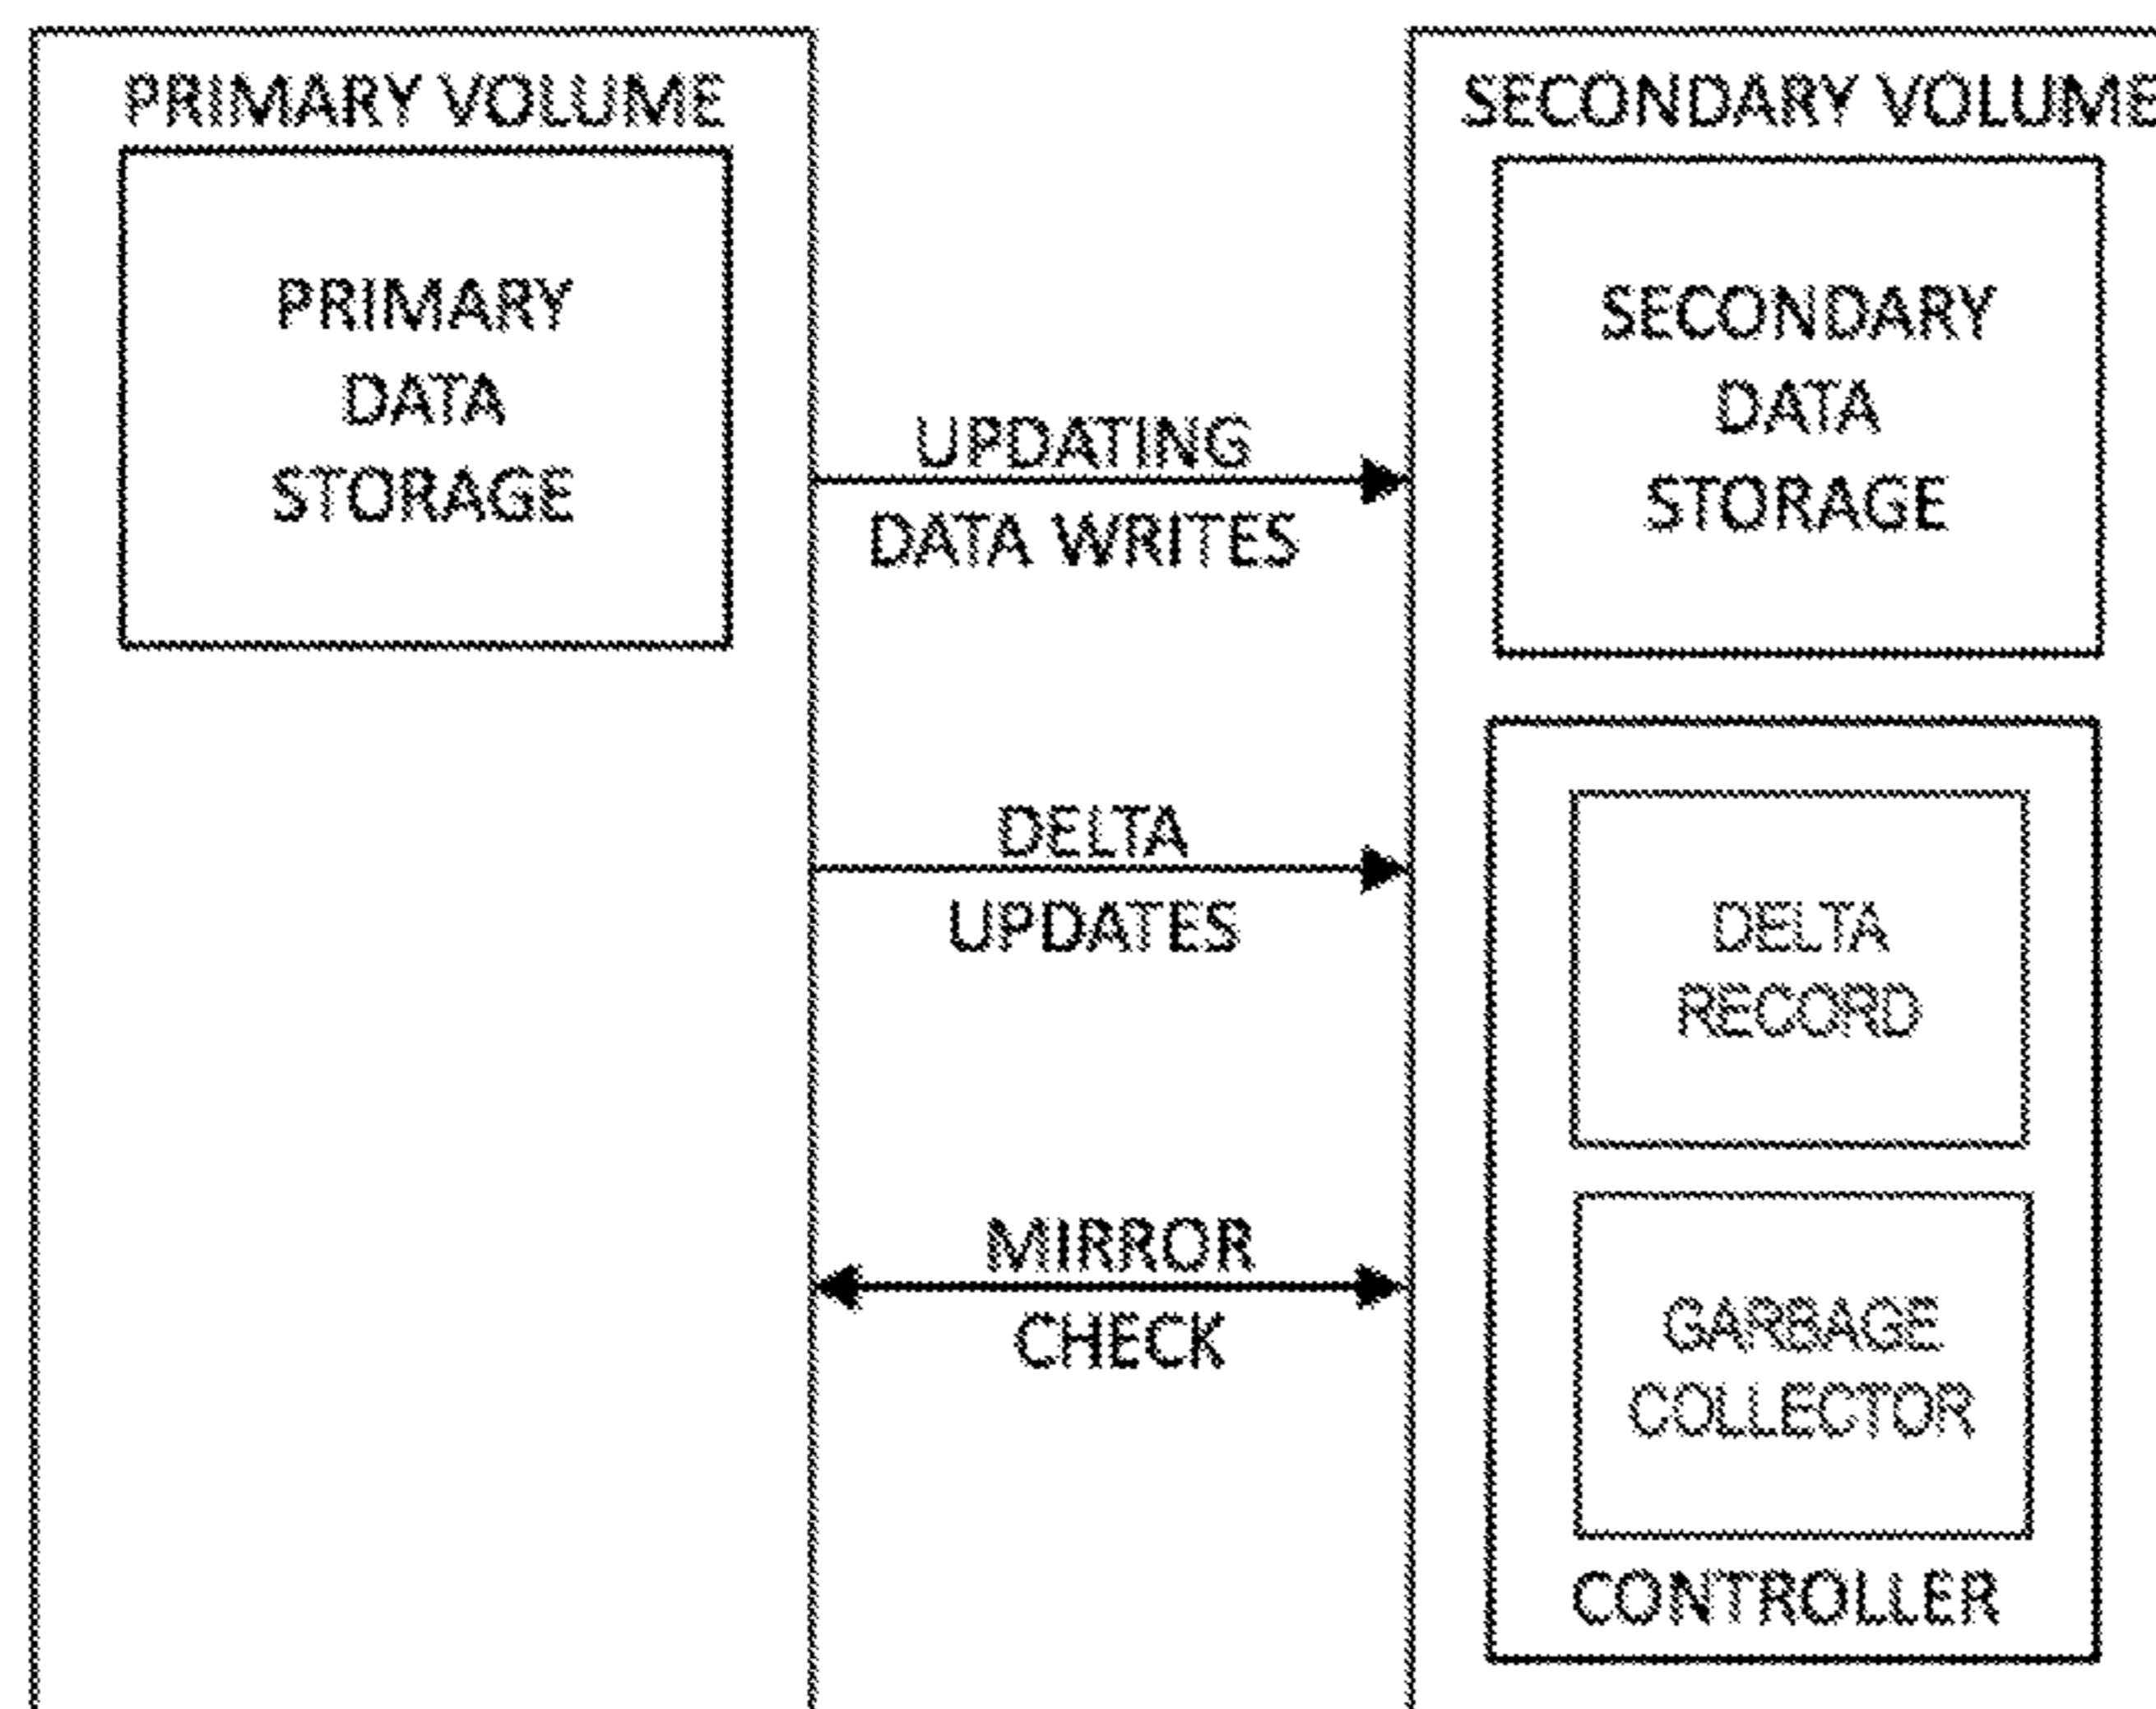 PRIMARY VOLUME
PRIMARY
DATA
STORAGE
UPDATING
DATA WRITES
DELTA
UPDATES
MIRROR
CHECK
SECONDARY VOLUME
SECONDARY
DATA
STORAGE
DELTA
RECORD
GARBAGE
COLLECTOR
CONTROLLER